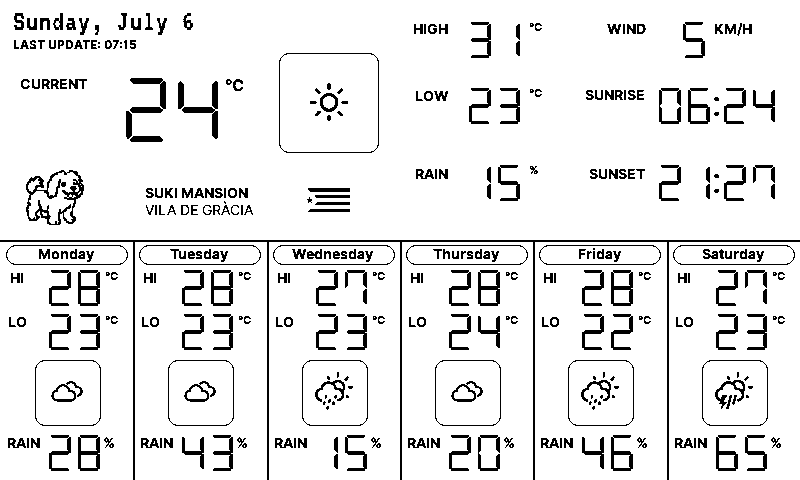 Sunday, July 6
LAST UPDATE: 07:15
CURRENT 24 °C
SUKI MANSION
VILA DE GRÀCIA
HIGH 31 °C
LOW 23 °C
RAIN 15 %
WIND 5 KM/H
SUNRISE 06:24
SUNSET 21:27
Monday
HI 28 °C
LO 23 °C
RAIN 28 %
Tuesday
HI 28 °C
LO 23 °C
RAIN 43 %
Wednesday
HI 27 °C
LO 23 °C
RAIN 15 %
Thursday
HI 28 °C
LO 24 °C
RAIN 20 %
Friday
HI 28 °C
LO 22 °C
RAIN 46 %
Saturday
HI 27 °C
LO 23 °C
RAIN 65 %